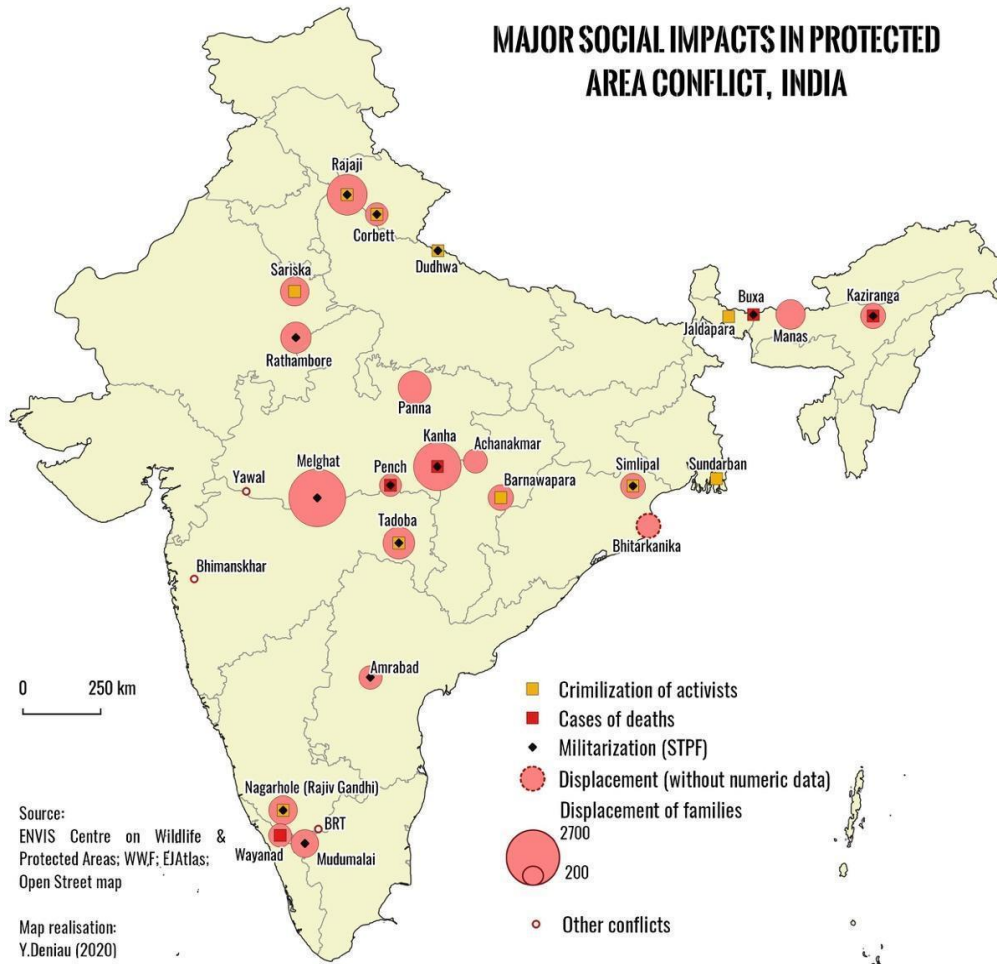 MAJOR SOCIAL IMPACTS IN PROTECTED
AREA CONFLICT, INDIA
Rajaji
Corbett
Dudhwa
Sariska
Rathambore
Buxa
Kaziranga
Jaldapara
Manas
Panna
Kanha
Achanakmar
Melghat
Pench
Yawal
Barnawapara
Simlipal
Sundarban
Tadoba
Bhitarkanika
Bhimanskhar
Amrabad
0 250 km
Crimilization of activists
Cases of deaths
Militarization (STPF)
Displacement (without numeric data)
Displacement of families
2700
200
Other conflicts
Nagarhole (Rajiv Gandhi)
BRT
Wayanad
Mudumalai
Source:
ENVIS Centre on Wildlife &
Protected Areas; WWF; EJAtlas;
Open Street map
Map realisation:
Y.Deniau (2020)